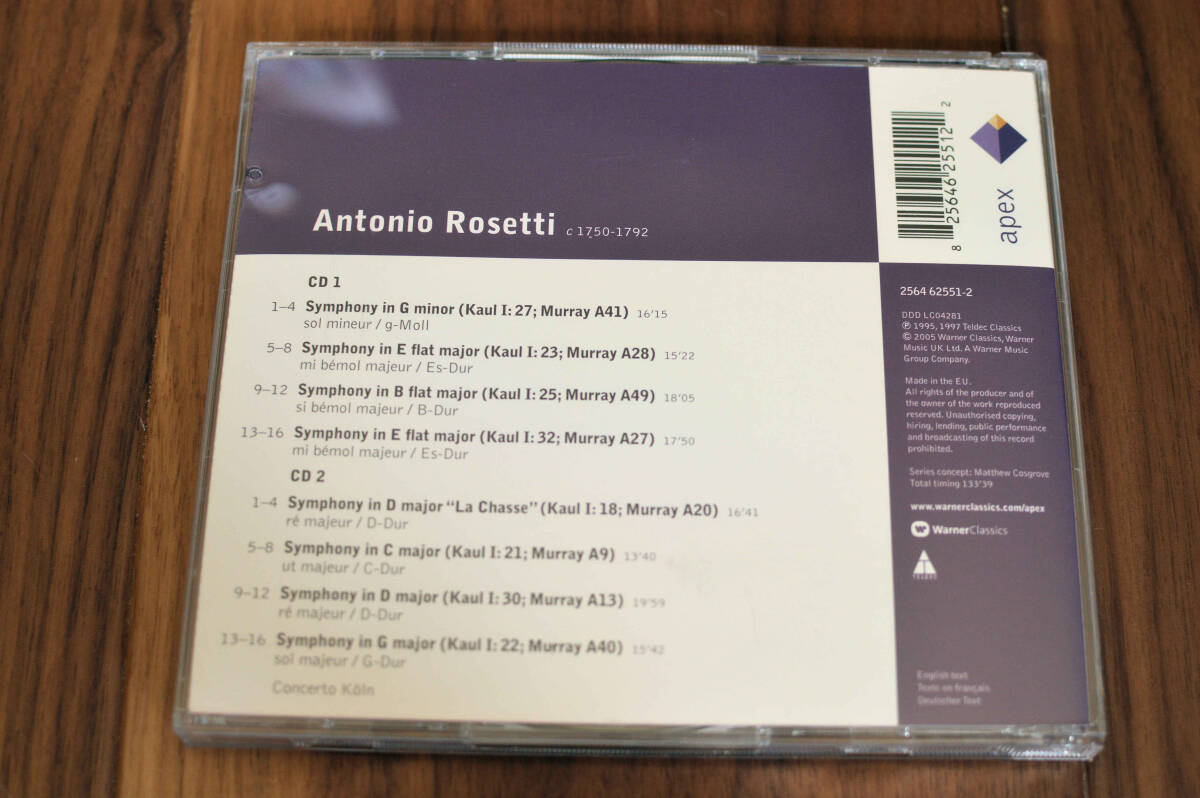 Antonio Rosetti c 1750-1792
CD 1
1–4 Symphony in G minor (Kaul I: 27; Murray A41) 16'15
sol mineur / g-Moll
5–8 Symphony in E flat major (Kaul I: 23; Murray A28) 15'22
mi bémol majeur / Es-Dur
9–12 Symphony in B flat major (Kaul I: 25; Murray A49) 18'05
si bémol majeur / B-Dur
13–16 Symphony in E flat major (Kaul I: 32; Murray A27) 17'50
mi bémol majeur / Es-Dur
CD 2
1–4 Symphony in D major “La Chasse” (Kaul I: 18; Murray A20) 16'41
ré majeur / D-Dur
5–8 Symphony in C major (Kaul I: 21; Murray A9) 13'40
ut majeur / C-Dur
9–12 Symphony in D major (Kaul I: 30; Murray A13) 19'59
ré majeur / D-Dur
13–16 Symphony in G major (Kaul I: 22; Murray A40) 15'42
sol majeur / G-Dur
Concerto Köln
8 25646 25512 2
apex
2564 62551-2
DDD LC04281
℗ 1995, 1997 Teldec Classics
© 2005 Warner Classics, Warner
Music UK Ltd. A Warner Music
Group Company.
Made in the E.U.
All rights of the producer and of
the owner of the work reproduced
reserved. Unauthorised copying,
hiring, lending, public performance
and broadcasting of this record
prohibited.
Series concept: Matthew Cosgrove
Total timing 133'39
www.warnerclassics.com/apex
WarnerClassics
TELDEC
English text
Texte en français
Deutscher Text